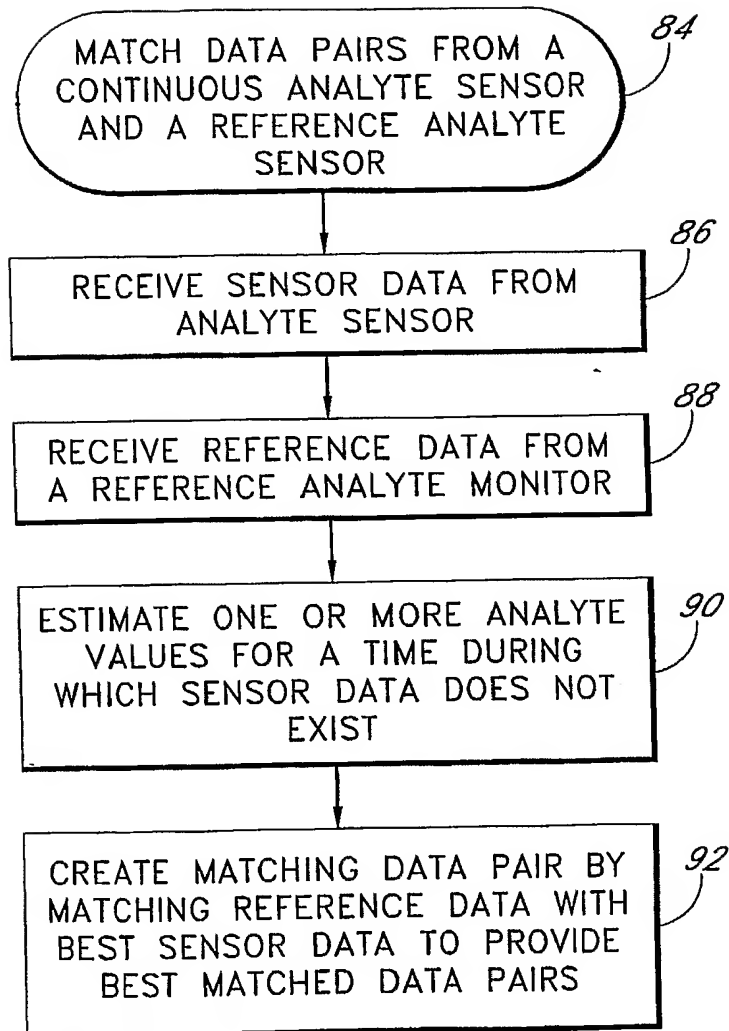 MATCH DATA PAIRS FROM A
CONTINUOUS ANALYTE SENSOR
AND A REFERENCE ANALYTE
SENSOR
84
RECEIVE SENSOR DATA FROM
ANALYTE SENSOR
86
RECEIVE REFERENCE DATA FROM
A REFERENCE ANALYTE MONITOR
88
ESTIMATE ONE OR MORE ANALYTE
VALUES FOR A TIME DURING
WHICH SENSOR DATA DOES NOT
EXIST
90
CREATE MATCHING DATA PAIR BY
MATCHING REFERENCE DATA WITH
BEST SENSOR DATA TO PROVIDE
BEST MATCHED DATA PAIRS
92